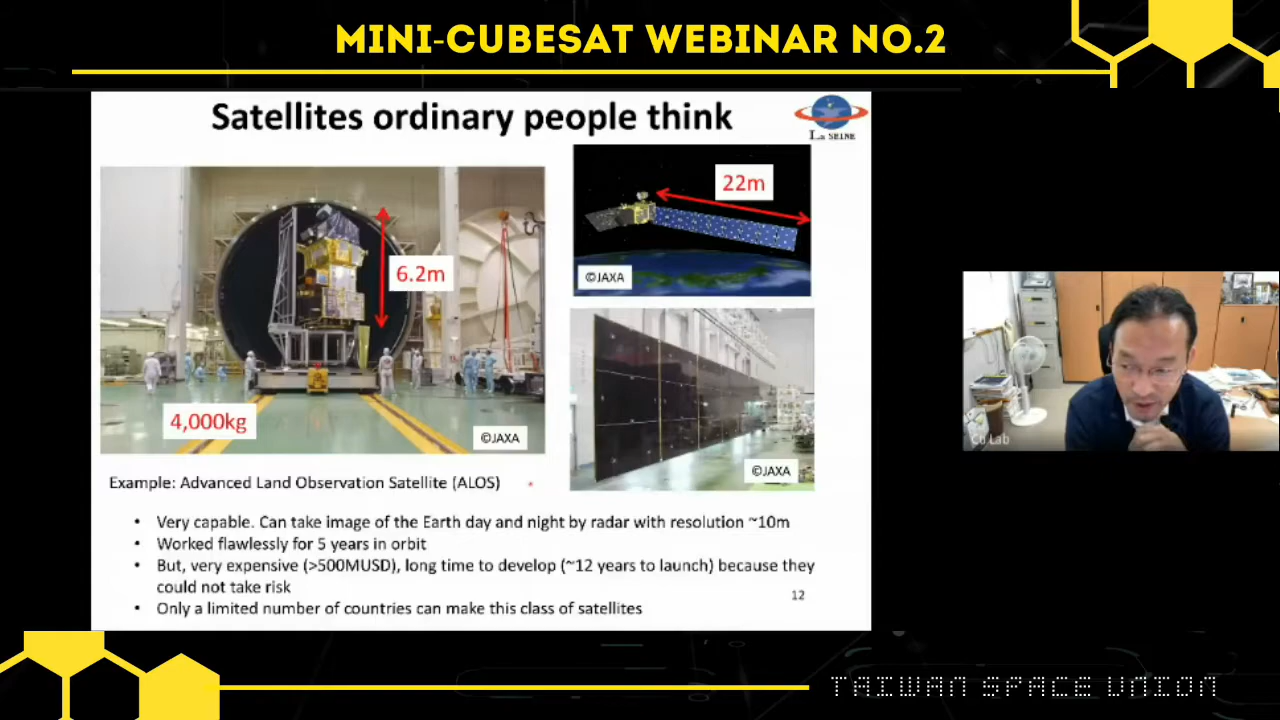 MINI-CUBESAT WEBINAR NO.2
Satellites ordinary people think
La SEINE
22m
6.2m
©JAXA
4,000kg
©JAXA
©JAXA
Example: Advanced Land Observation Satellite (ALOS)
• Very capable. Can take image of the Earth day and night by radar with resolution ~10m
• Worked flawlessly for 5 years in orbit
• But, very expensive (>500MUSD), long time to develop (~12 years to launch) because they
could not take risk
• Only a limited number of countries can make this class of satellites
12
TAIWAN SPACE UNION